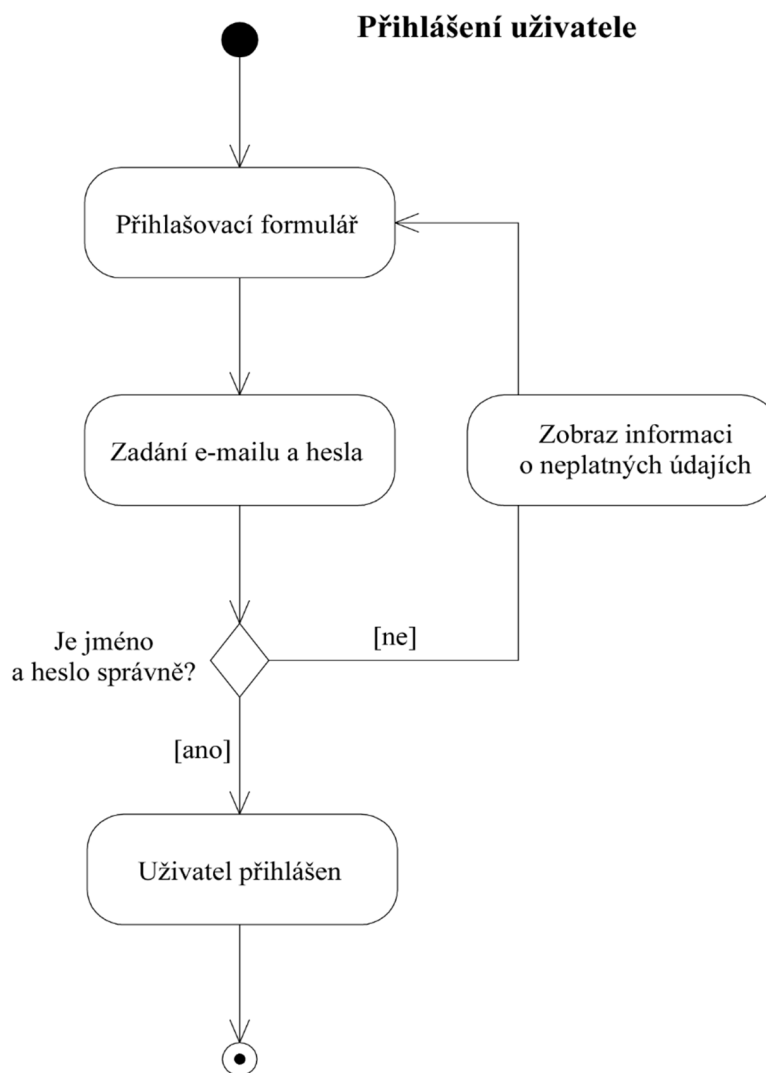 Přihlášení uživatele
Přihlašovací formulář
Zadání e-mailu a hesla
Zobraz informaci
o neplatných údajích
Je jméno
a heslo správně?
[ne]
[ano]
Uživatel přihlášen